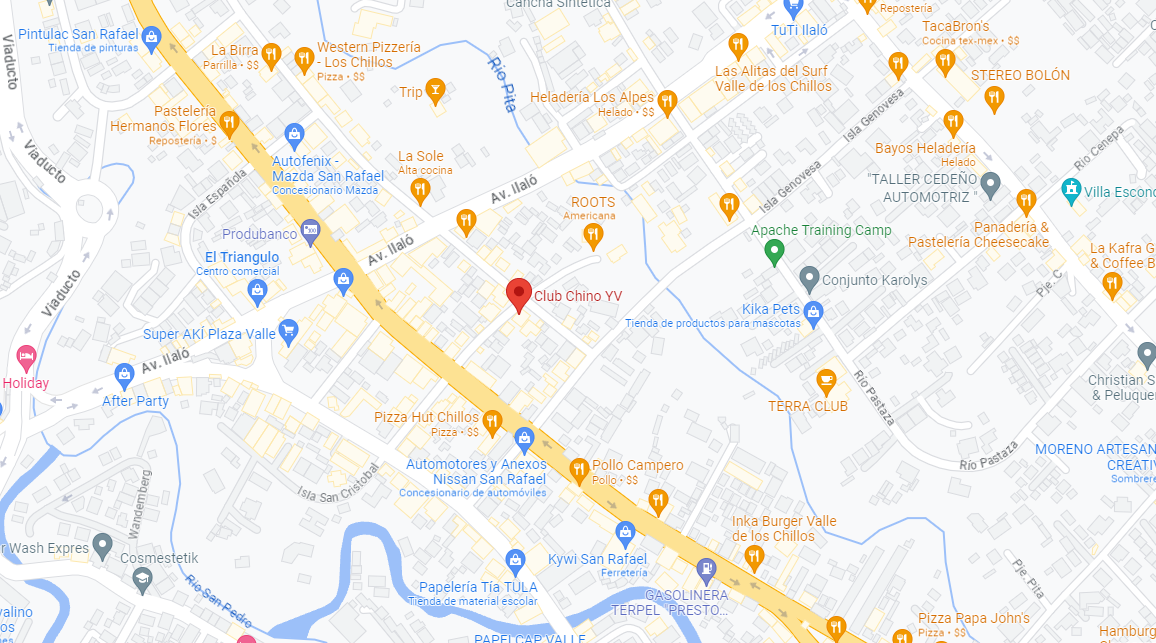 Cancha Sintética
Repostería
Pintulac San Rafael
Tienda de pinturas
TuTi Ilaló
TacaBron's
Cocina tex-mex • $$
La Birra
Parrilla • $$
Western Pizzería
- Los Chillos
Pizza • $$
Viaducto
Rio Pita
Las Alitas del Surf
Valle de los Chillos
STEREO BOLÓN
Trip
Heladería Los Alpes
Helado • $$
Pastelería
Hermanos Flores
Repostería • $
Isla Genovesa
Autofenix -
Mazda San Rafael
Concesionario Mazda
La Sole
Alta cocina
Bayos Heladería
Helado
Rio Cenepa
Viaducto
Isla Española
Av. Ilaló
Isla Genovesa
"TALLER CEDEÑO
AUTOMOTRIZ "
Villa Escond
ROOTS
Americana
Produbanco
Av. Ilaló
Apache Training Camp
Panadería &
Pastelería Cheesecake
El Triangulo
Centro comercial
La Kafra G
& Coffee B
Viaducto
Club Chino YV
Conjunto Karolys
Pje. C
Kika Pets
Tienda de productos para mascotas
Super AKÍ Plaza Valle
Av. Ilaló
Holiday
After Party
Río Pastaza
Christian S
& Peluque
TERRA CLUB
Pizza Hut Chillos
Pizza • $$
Automotores y Anexos
Nissan San Rafael
Concesionario de automóviles
Pollo Campero
Pollo • $$
Río Pastaza
MORENO ARTESAN
CREATIV
Sombrere
Isla San Cristobal
Wandemberg
Inka Burger Valle
de los Chillos
r Wash Expres
Cosmestetik
Kywi San Rafael
Ferretería
Rio San Pedro
Papelería Tía TULA
Tienda de material escolar
GASOLINERA
TERPEL "PRESTO...
Pje. Pita
valino
os
Pizza Papa John's
Pizza • $$
Hamburg
PAPELCAP VALLE